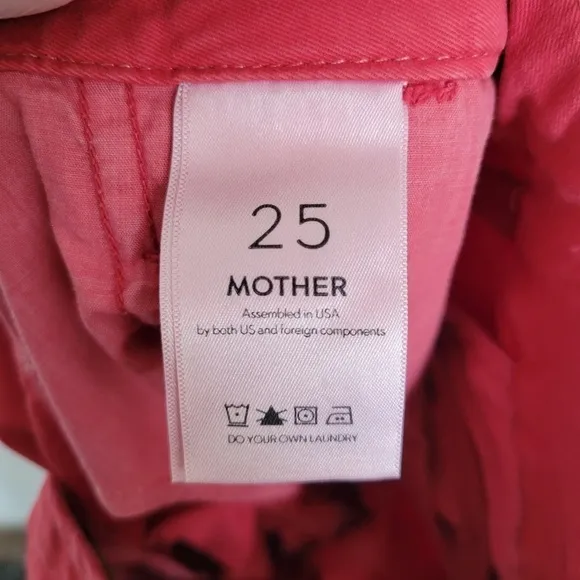 25
MOTHER
Assembled in USA
by both US and foreign components
DO YOUR OWN LAUNDRY